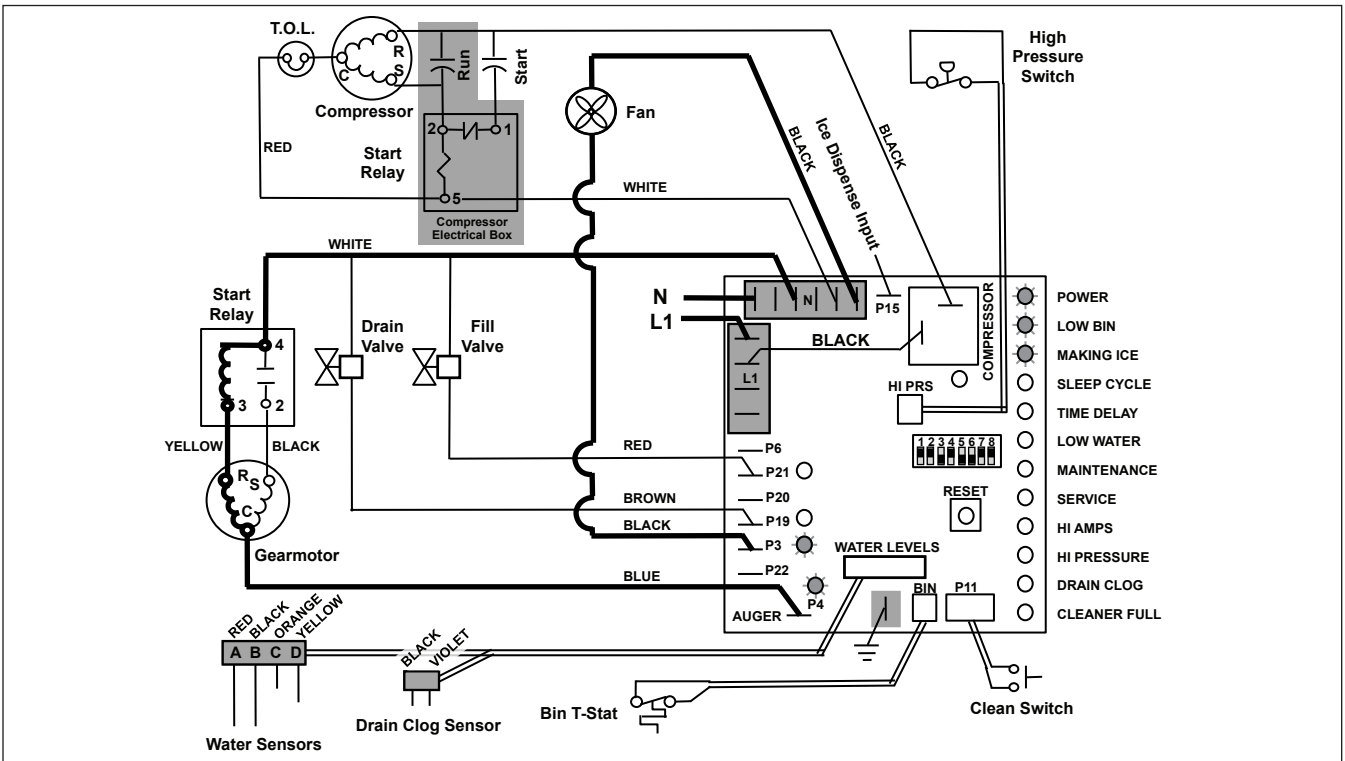 T.O.L.
R
S
C
Compressor
Run
Start
2
1
Start
Relay
5
Compressor
Electrical Box
RED
WHITE
Fan
BLACK
Ice Dispense Input
BLACK
High
Pressure
Switch
WHITE
Start
Relay
4
3
2
YELLOW
BLACK
R
S
C
Gearmotor
Drain
Valve
Fill
Valve
N
L1
N
P15
BLACK
L1
COMPRESSOR
HI PRS
1 2 3 4 5 6 7 8
RESET
POWER
LOW BIN
MAKING ICE
SLEEP CYCLE
TIME DELAY
LOW WATER
MAINTENANCE
SERVICE
HI AMPS
HI PRESSURE
DRAIN CLOG
CLEANER FULL
RED
BROWN
BLACK
BLUE
P6
P21
P20
P19
P3
P22
P4
AUGER
WATER LEVELS
BIN
P11
RED
BLACK
ORANGE
YELLOW
A B C D
Water Sensors
BLACK
VIOLET
Drain Clog Sensor
Bin T-Stat
Clean Switch